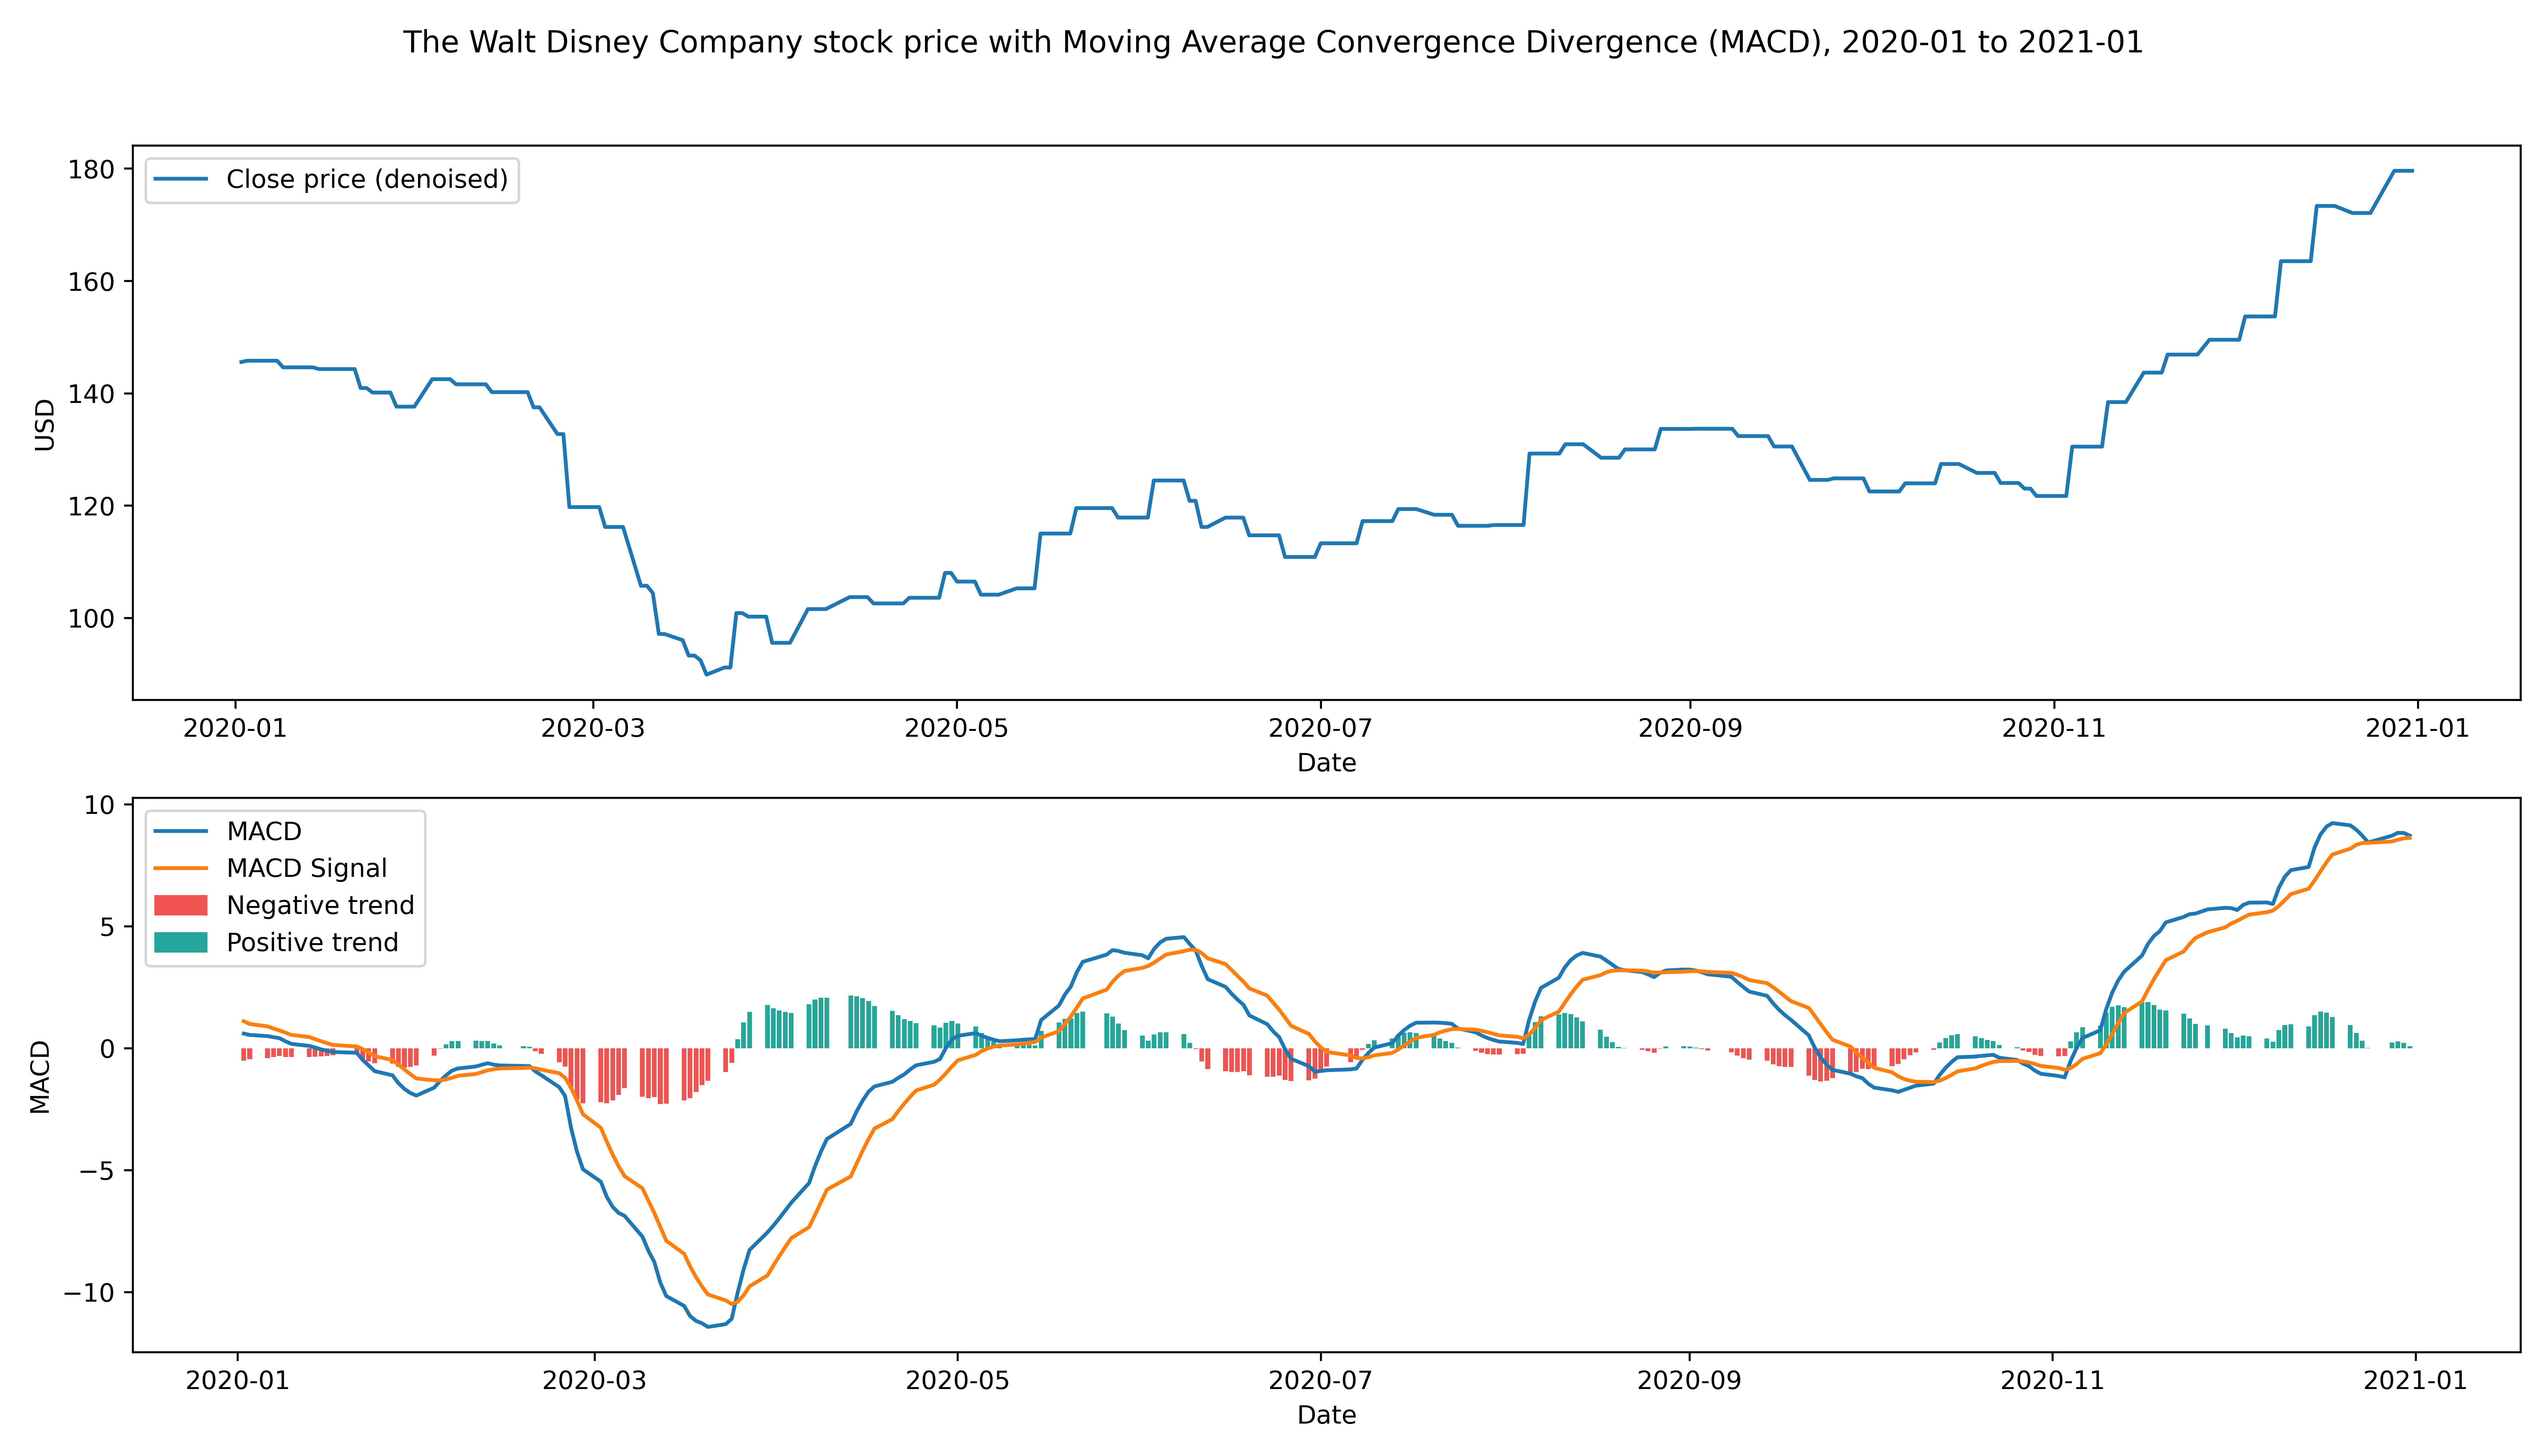 The Walt Disney Company stock price with Moving Average Convergence Divergence (MACD), 2020-01 to 2021-01
Close price (denoised)
180
160
140
120
100
USD
2020-01 2020-03 2020-05 2020-07 2020-09 2020-11 2021-01
Date
MACD
MACD Signal
Negative trend
Positive trend
10
5
0
−5
−10
MACD
2020-01 2020-03 2020-05 2020-07 2020-09 2020-11 2021-01
Date